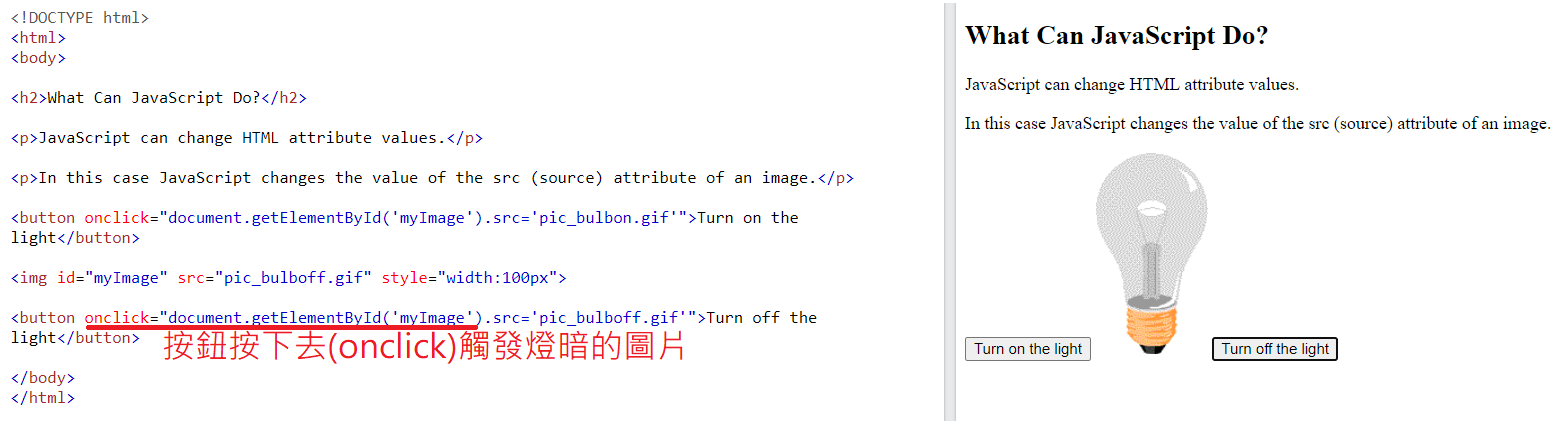 <!DOCTYPE html>
<html>
<body>
<h2>What Can JavaScript Do?</h2>
<p>JavaScript can change HTML attribute values.</p>
<p>In this case JavaScript changes the value of the src (source) attribute of an image.</p>
<button onclick="document.getElementById('myImage').src='pic_bulbon.gif'">Turn on the
light</button>
<img id="myImage" src="pic_bulboff.gif" style="width:100px">
<button onclick="document.getElementById('myImage').src='pic_bulboff.gif'">Turn off the
light</button>
按鈕按下去(onclick)觸發燈暗的圖片
</body>
</html>
What Can JavaScript Do?
JavaScript can change HTML attribute values.
In this case JavaScript changes the value of the src (source) attribute of an image.
Turn on the light
Turn off the light